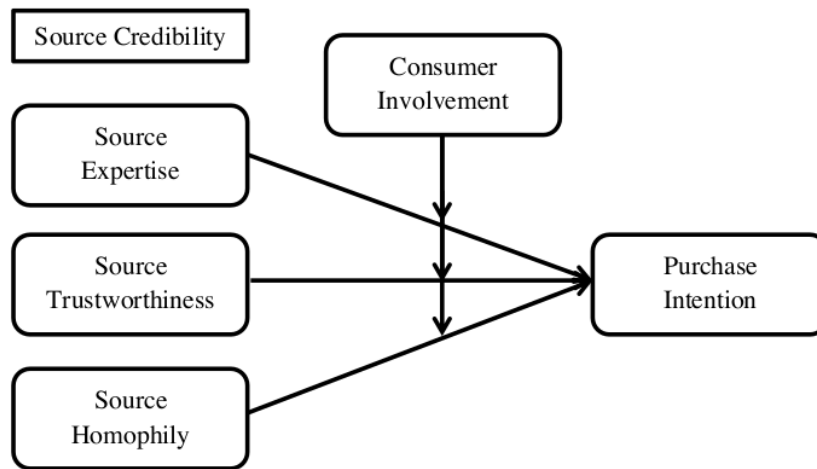 Source Credibility
Consumer
Involvement
Source
Expertise
Source
Trustworthiness
Purchase
Intention
Source
Homophily